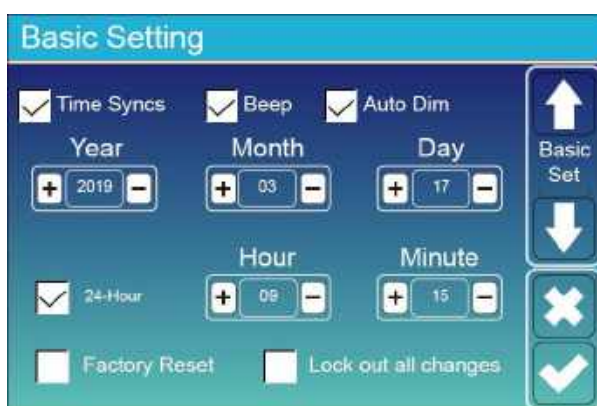 Basic Setting
Time Syncs Beep Auto Dim
Year Month Day
+ 2019 - + 03 - + 17 -
Basic
Set
Hour Minute
24-Hour + 09 - + 15 -
Factory Reset Lock out all changes